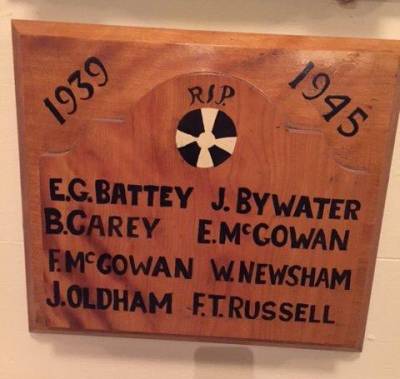 1939 1945
R.I.P.
E.G. BATTEY J. BYWATER
B. CAREY E. McGOWAN
F. McGOWAN W. NEWSHAM
J. OLDHAM F.T. RUSSELL